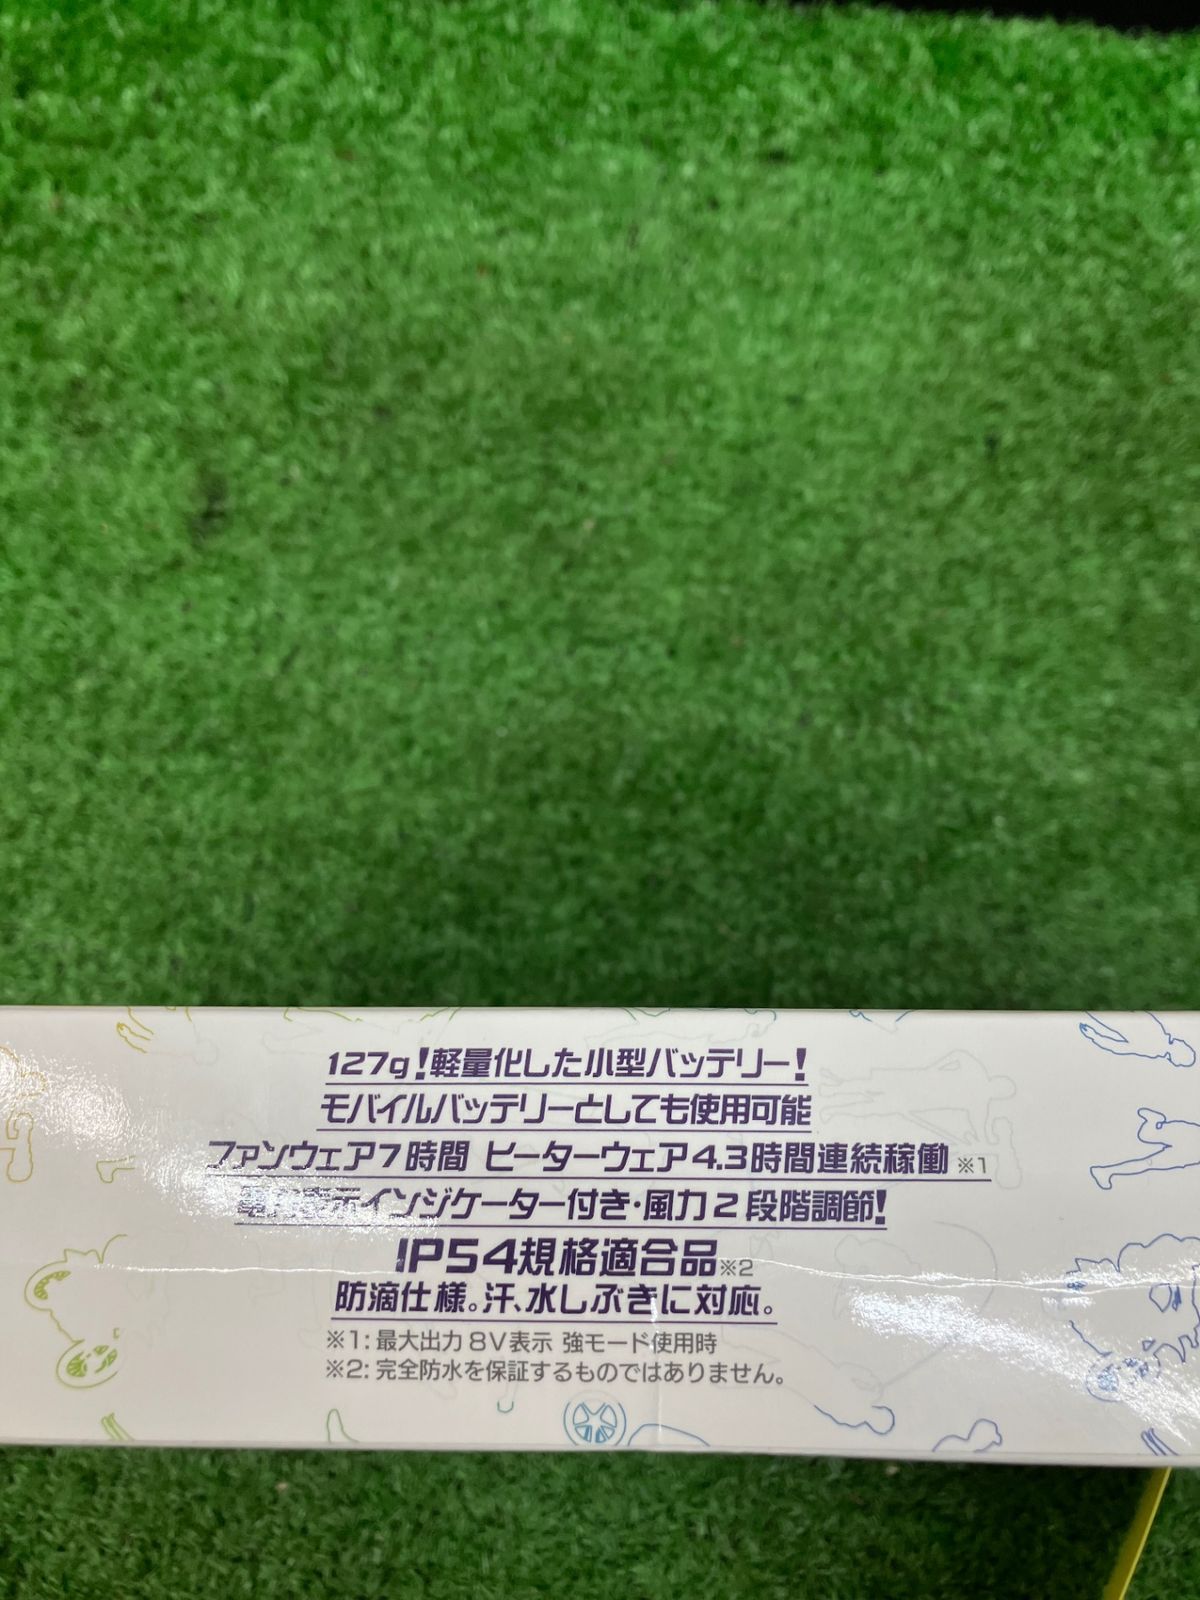 127g!軽量化した小型バッテリー!
モバイルバッテリーとしても使用可能
ファンウェア7時間 ヒーターウェア4.3時間連続稼働 ※1
インジケーター付き・風力2段階調節!
IP54規格適合品※2
防滴仕様。汗、水しぶきに対応。
※1: 最大出力 8V表示 強モード使用時
※2: 完全防水を保証するものではありません。